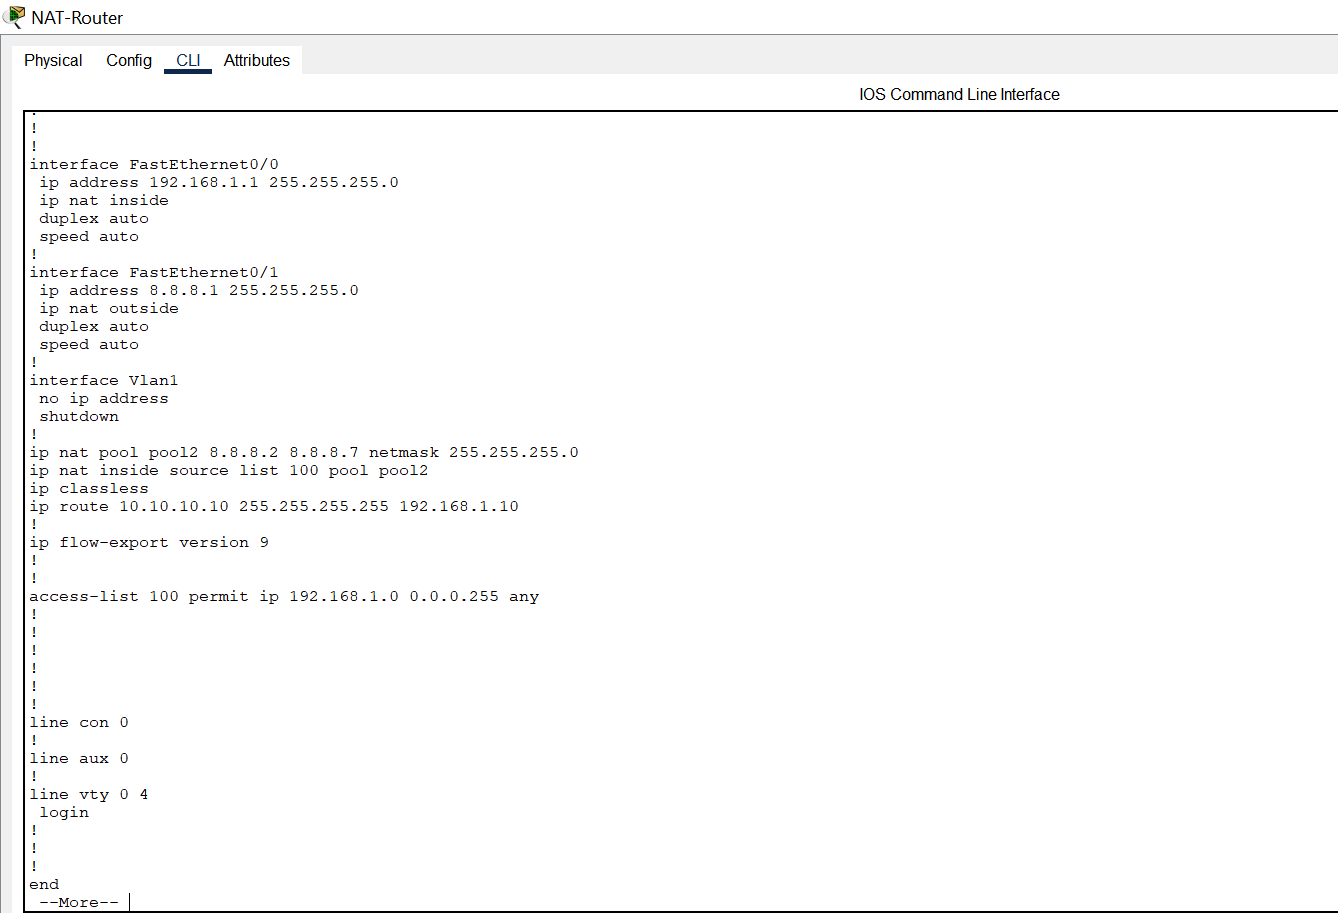 NAT-Router
Physical Config CLI Attributes
IOS Command Line Interface
!
!
interface FastEthernet0/0
 ip address 192.168.1.1 255.255.255.0
 ip nat inside
 duplex auto
 speed auto
!
interface FastEthernet0/1
 ip address 8.8.8.1 255.255.255.0
 ip nat outside
 duplex auto
 speed auto
!
interface Vlan1
 no ip address
 shutdown
!
ip nat pool pool2 8.8.8.2 8.8.8.7 netmask 255.255.255.0
ip nat inside source list 100 pool pool2
ip classless
ip route 10.10.10.10 255.255.255.255 192.168.1.10
!
ip flow-export version 9
!
!
access-list 100 permit ip 192.168.1.0 0.0.0.255 any
!
!
!
!
!
!
line con 0
!
line aux 0
!
line vty 0 4
 login
!
!
!
end
 --More--